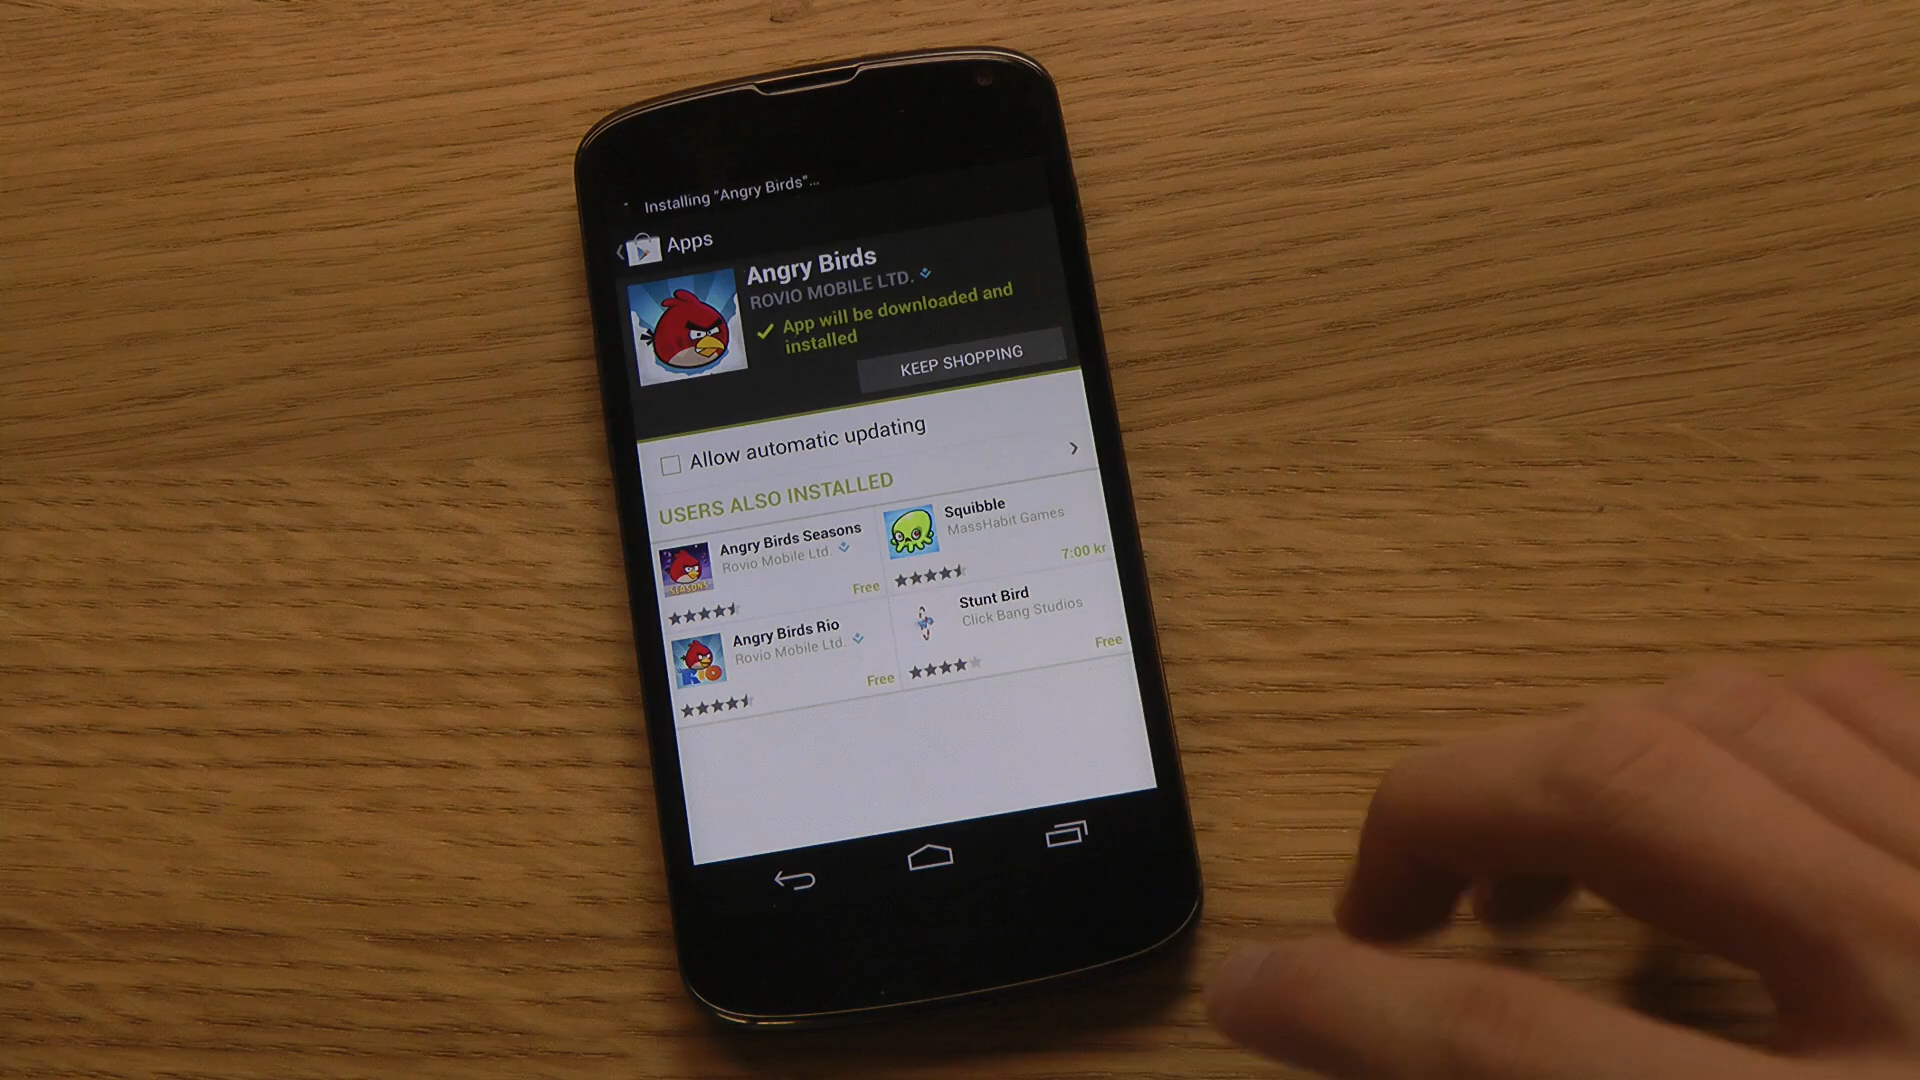 Installing "Angry Birds"...
Apps
Angry Birds
ROVIO MOBILE LTD.
App will be downloaded and
installed
KEEP SHOPPING
Allow automatic updating
USERS ALSO INSTALLED
Angry Birds Seasons
Rovio Mobile Ltd.
Free
SEASONS
Squibble
MassHabit Games
7:00 kr
Angry Birds Rio
Rovio Mobile Ltd.
Free
RIO
Stunt Bird
Click Bang Studios
Free